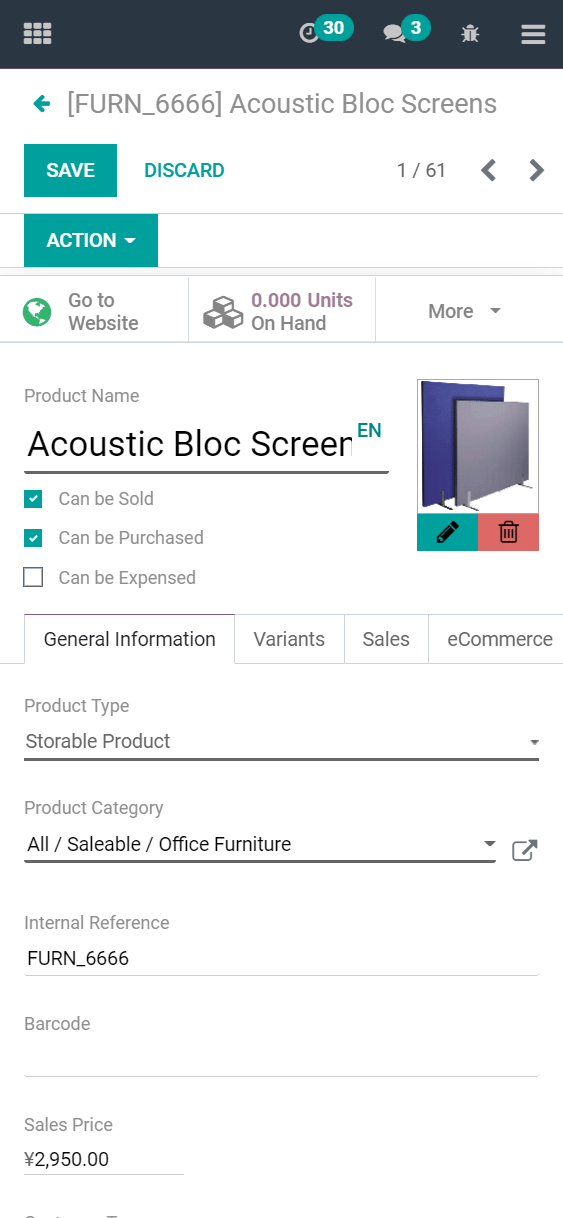 30
3
[FURN_6666] Acoustic Bloc Screens
SAVE
DISCARD
1 / 61
ACTION
Go to
Website
0.000 Units
On Hand
More
Product Name
Acoustic Bloc Screen
EN
Can be Sold
Can be Purchased
Can be Expensed
General Information
Variants
Sales
eCommerce
Product Type
Storable Product
Product Category
All / Saleable / Office Furniture
Internal Reference
FURN_6666
Barcode
Sales Price
¥2,950.00